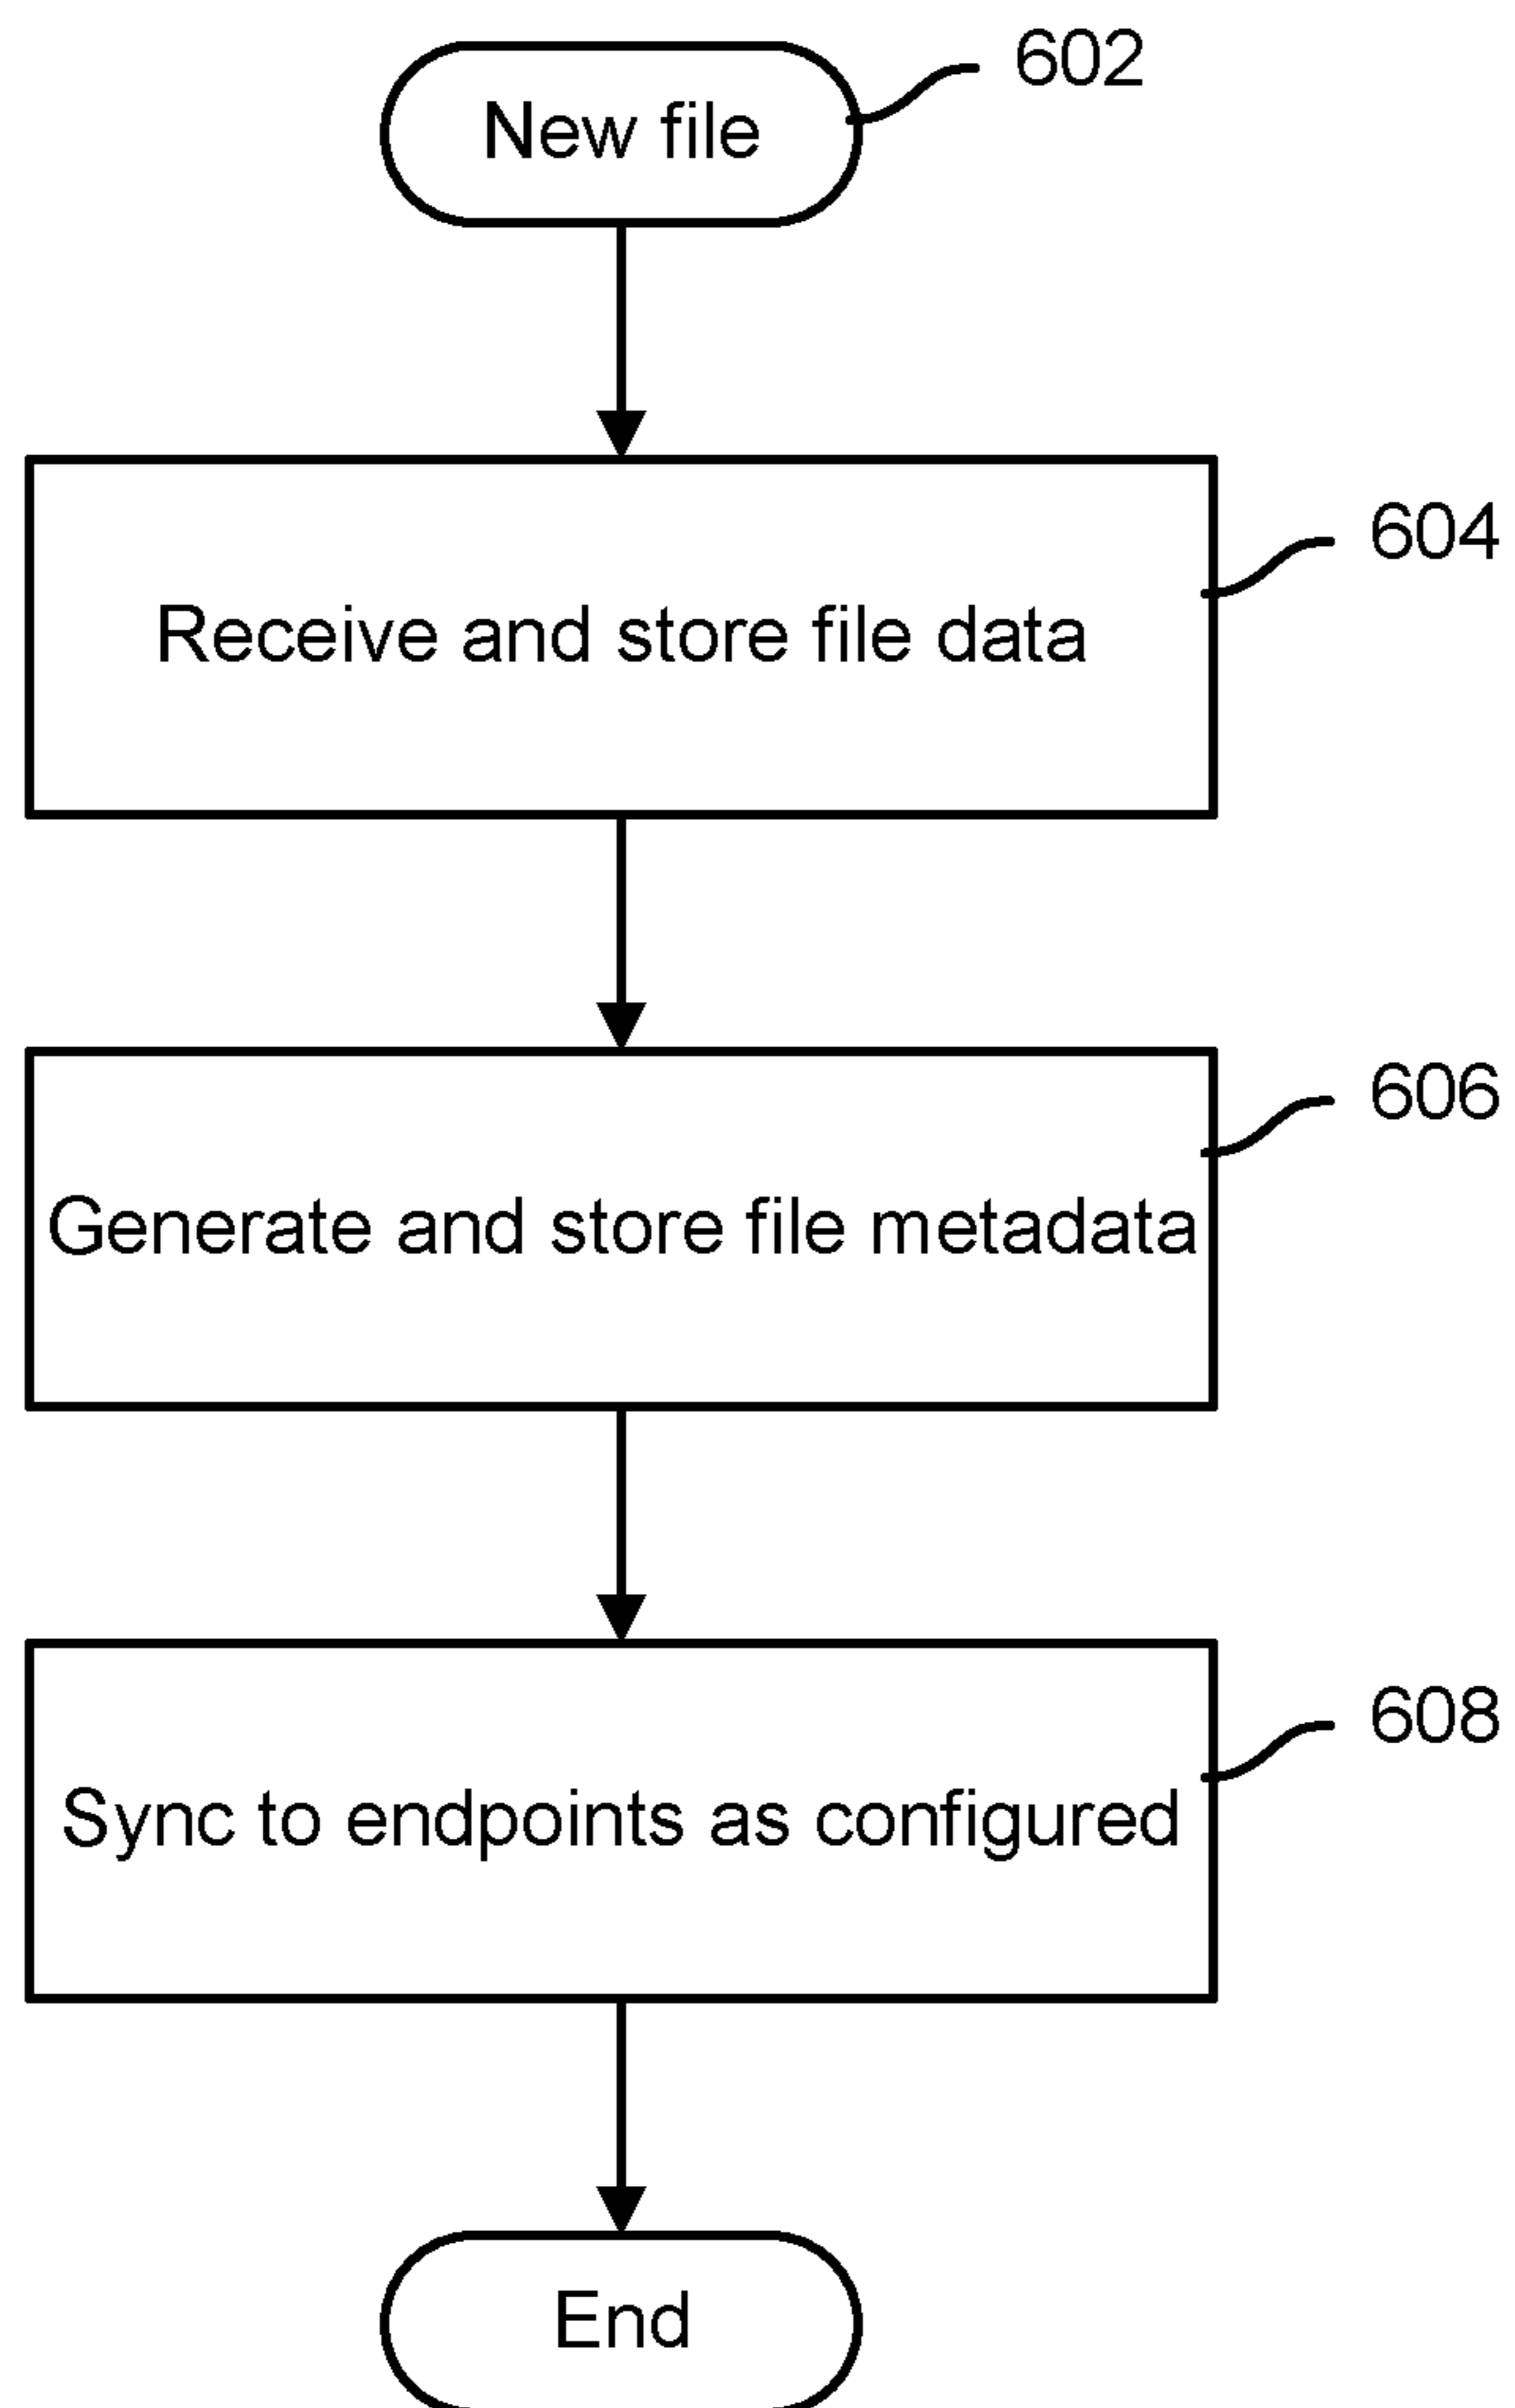 New file
602
Receive and store file data
604
Generate and store file metadata
606
Sync to endpoints as configured
608
End